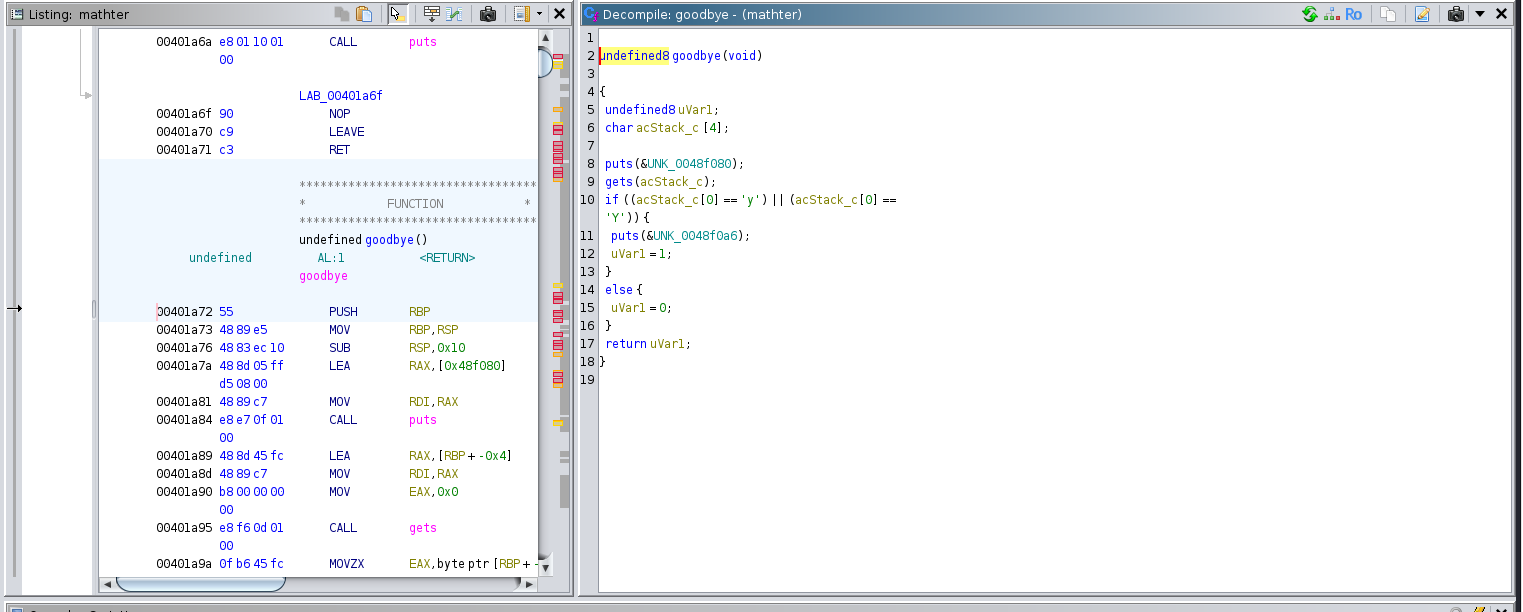 Listing: mathter
00401a6a e8 01 10 01 CALL puts
00
LAB_00401a6f
00401a6f 90 NOP
00401a70 c9 LEAVE
00401a71 c3 RET
************************************
* FUNCTION *
************************************
undefined goodbye()
undefined AL:1 <RETURN>
goodbye
00401a72 55 PUSH RBP
00401a73 48 89 e5 MOV RBP,RSP
00401a76 48 83 ec 10 SUB RSP,0x10
00401a7a 48 8d 05 ff LEA RAX,[0x48f080]
d5 08 00
00401a81 48 89 c7 MOV RDI,RAX
00401a84 e8 e7 0f 01 CALL puts
00
00401a89 48 8d 45 fc LEA RAX,[RBP + -0x4]
00401a8d 48 89 c7 MOV RDI,RAX
00401a90 b8 00 00 00 MOV EAX,0x0
00
00401a95 e8 f6 0d 01 CALL gets
00
00401a9a 0f b6 45 fc MOVZX EAX,byte ptr [RBP + -
Decompile: goodbye - (mathter)
Ro
1
2 undefined8 goodbye(void)
3
4 {
5 undefined8 uVar1;
6 char acStack_c [4];
7
8 puts(&UNK_0048f080);
9 gets(acStack_c);
10 if ((acStack_c[0] == 'y') || (acStack_c[0] ==
'Y')) {
11 puts(&UNK_0048f0a6);
12 uVar1 = 1;
13 }
14 else {
15 uVar1 = 0;
16 }
17 return uVar1;
18 }
19